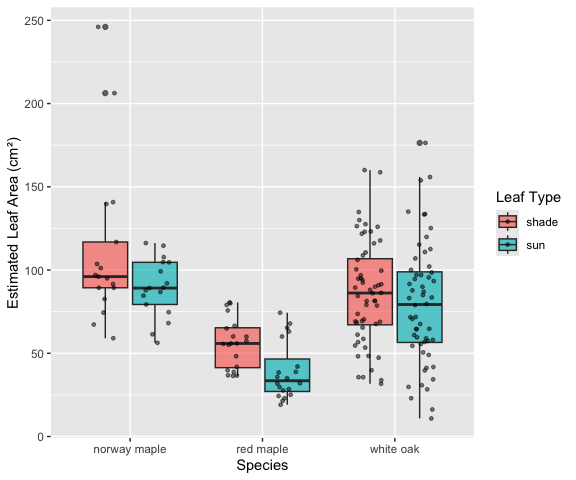 Estimated Leaf Area (cm²)
250
200
150
100
50
0
norway maple
red maple
white oak
Species
Leaf Type
shade
sun